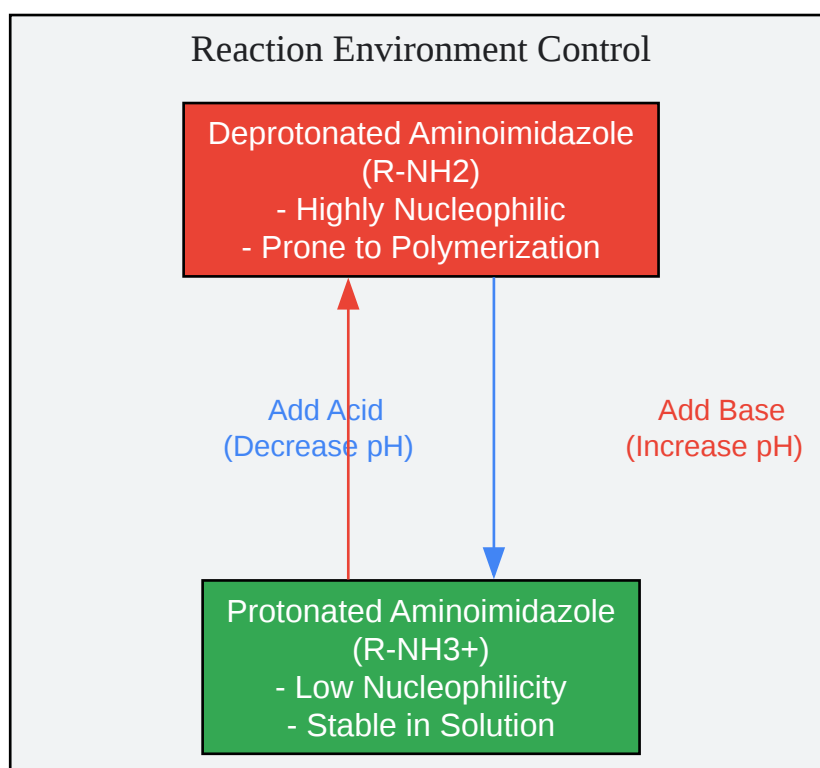 Reaction Environment Control
Deprotonated Aminoimidazole
(R-NH2)
- Highly Nucleophilic
- Prone to Polymerization
Add Acid
(Decrease pH)
Add Base
(Increase pH)
Protonated Aminoimidazole
(R-NH3+)
- Low Nucleophilicity
- Stable in Solution